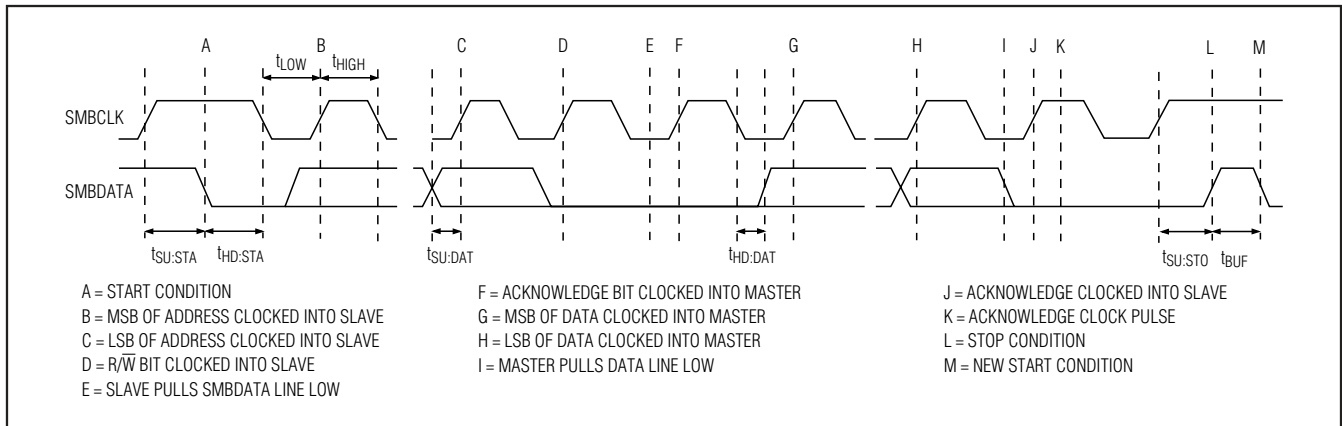 A B C D E F G H I J K L M
tLOW tHIGH
SMBCLK
SMBDATA
tSU:STA tHD:STA tSU:DAT tHD:DAT tSU:STO tBUF
A = START CONDITION
B = MSB OF ADDRESS CLOCKED INTO SLAVE
C = LSB OF ADDRESS CLOCKED INTO SLAVE
D = R/W̅ BIT CLOCKED INTO SLAVE
E = SLAVE PULLS SMBDATA LINE LOW
F = ACKNOWLEDGE BIT CLOCKED INTO MASTER
G = MSB OF DATA CLOCKED INTO MASTER
H = LSB OF DATA CLOCKED INTO MASTER
I = MASTER PULLS DATA LINE LOW
J = ACKNOWLEDGE CLOCKED INTO SLAVE
K = ACKNOWLEDGE CLOCK PULSE
L = STOP CONDITION
M = NEW START CONDITION